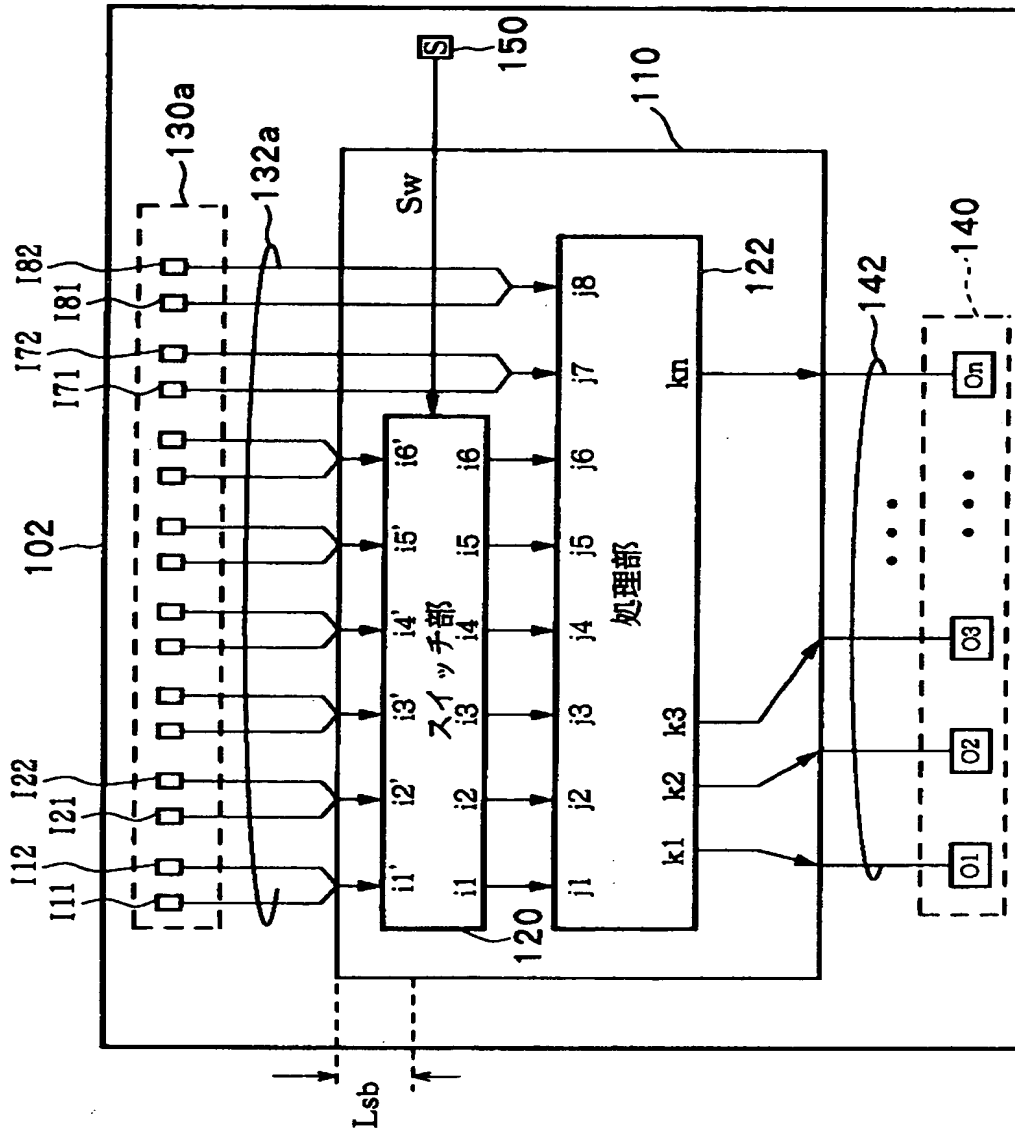 102
I11 I12 I21 I22 I71 I72 I81 I82
130a
132a
S
150
Sw
110
Lsb
i1' i2' i3' i4' i5' i6'
スイッチ部
i1 i2 i3 i4 i5 i6
120
j1 j2 j3 j4 j5 j6 j7 j8
処理部
122
k1 k2 k3 kn
142
140
O1 O2 O3 On